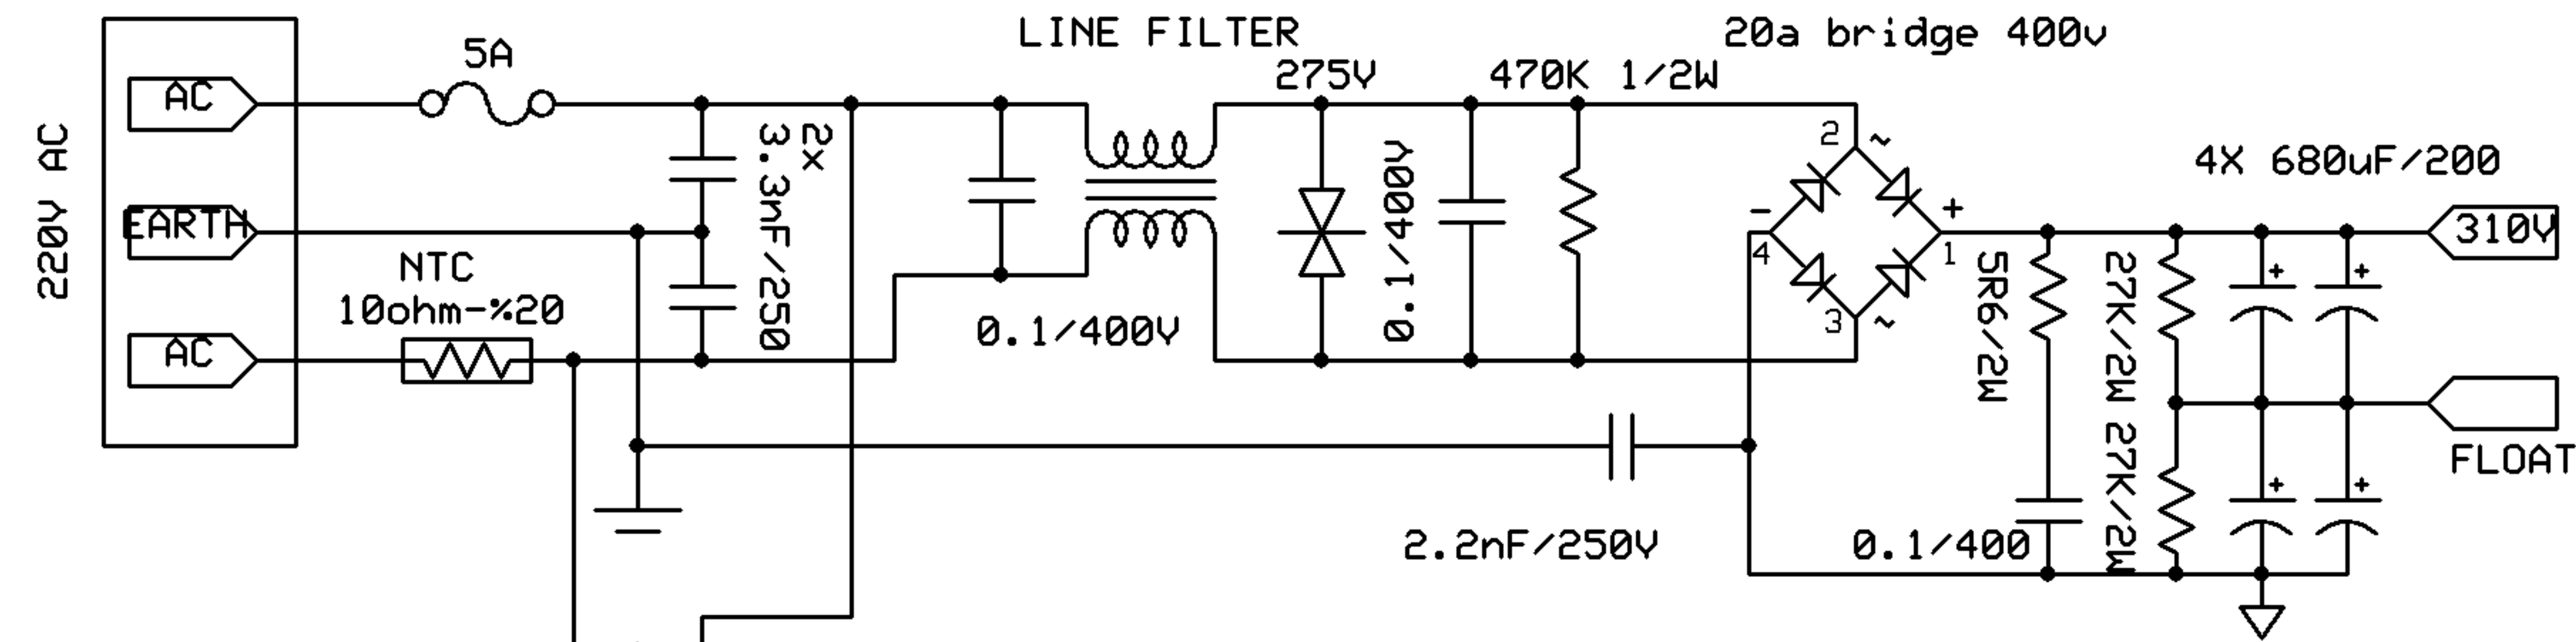 LINE FILTER
20a bridge 400v
5A
275V
470K 1/2W
220V AC
AC
EARTH
AC
2x
3.3nF/250
NTC
10ohm-%20
0.1/400V
0.1/400V
2
~
-
+
4
1
3
~
4X 680uF/200
310V
5R6/2W
27K/2W
27K/2W
+
+
+
+
FLOAT
2.2nF/250V
0.1/400